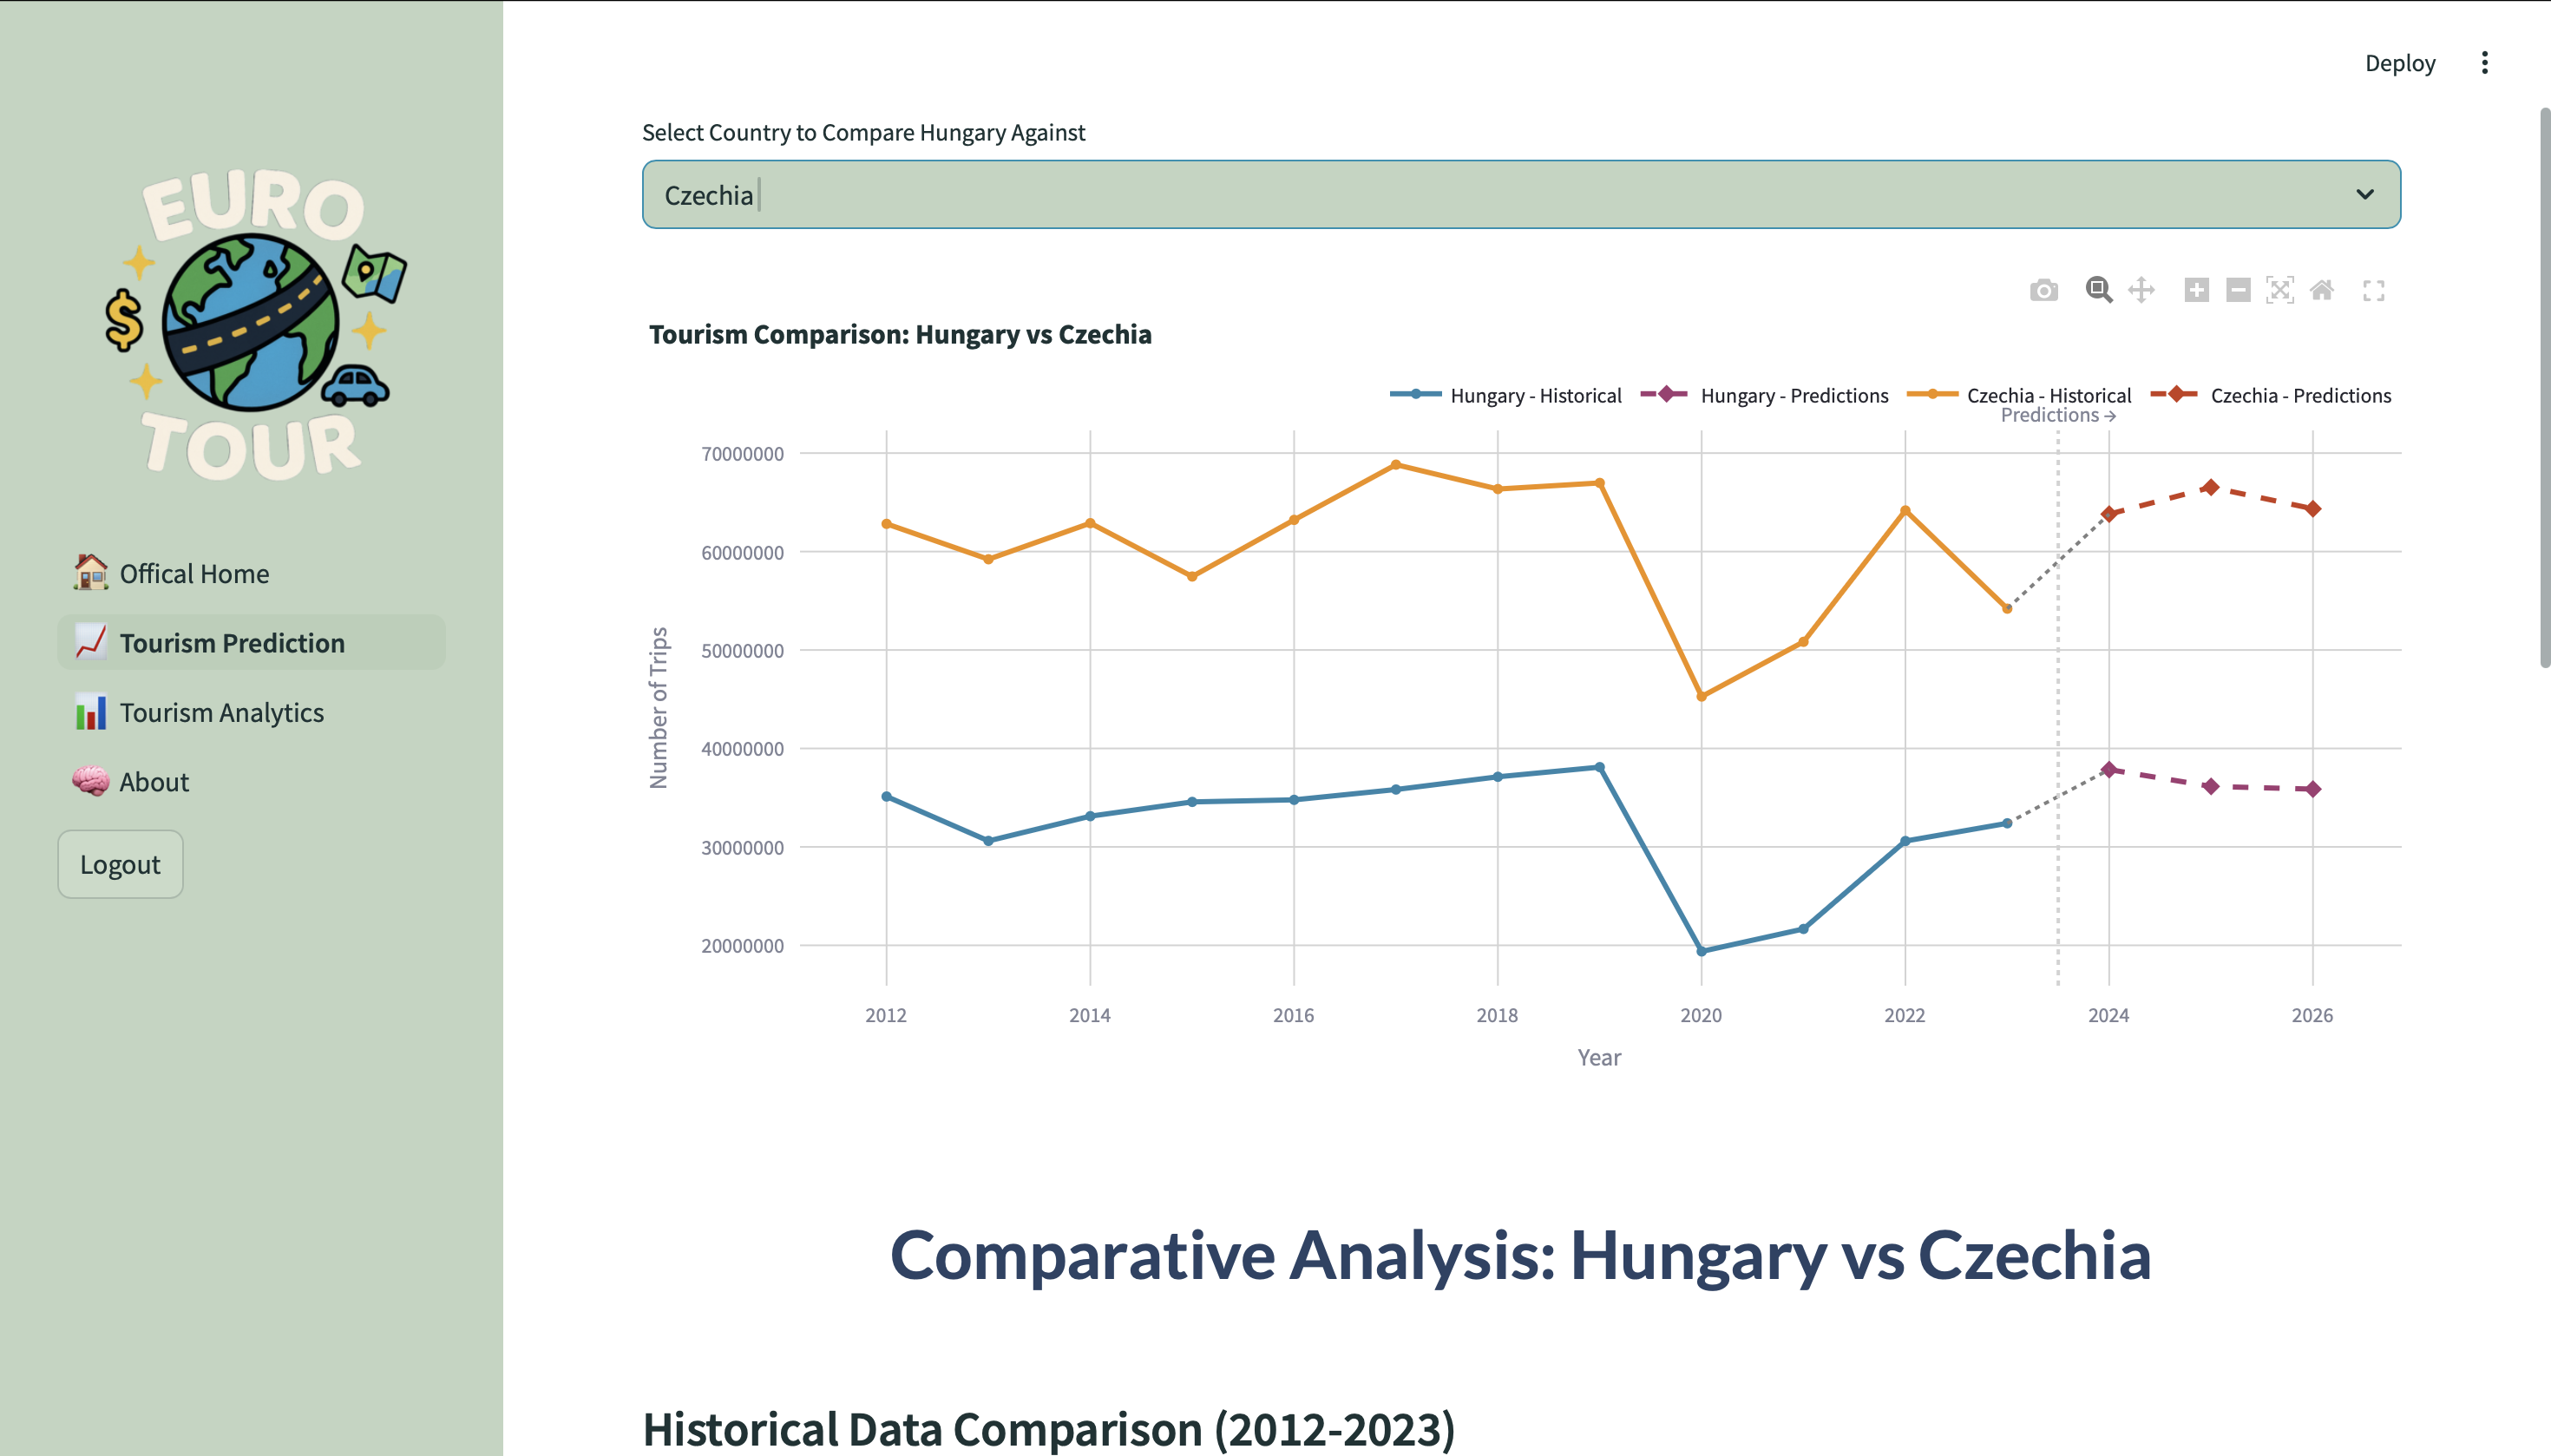 Deploy
EURO
$
TOUR
Offical Home
Tourism Prediction
Tourism Analytics
About
Logout
Select Country to Compare Hungary Against
Czechia
Tourism Comparison: Hungary vs Czechia
Hungary - Historical
Hungary - Predictions
Czechia - Historical
Czechia - Predictions
Predictions →
Number of Trips
70000000
60000000
50000000
40000000
30000000
20000000
2012 2014 2016 2018 2020 2022 2024 2026
Year
Comparative Analysis: Hungary vs Czechia
Historical Data Comparison (2012-2023)